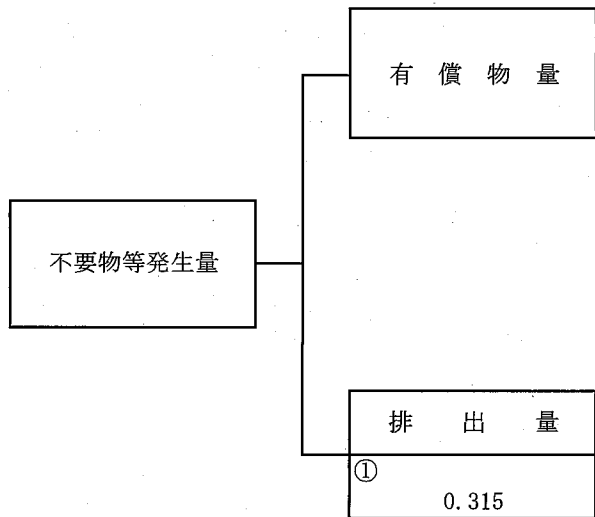 有償物量
不要物等発生量
排出量
①
0.315